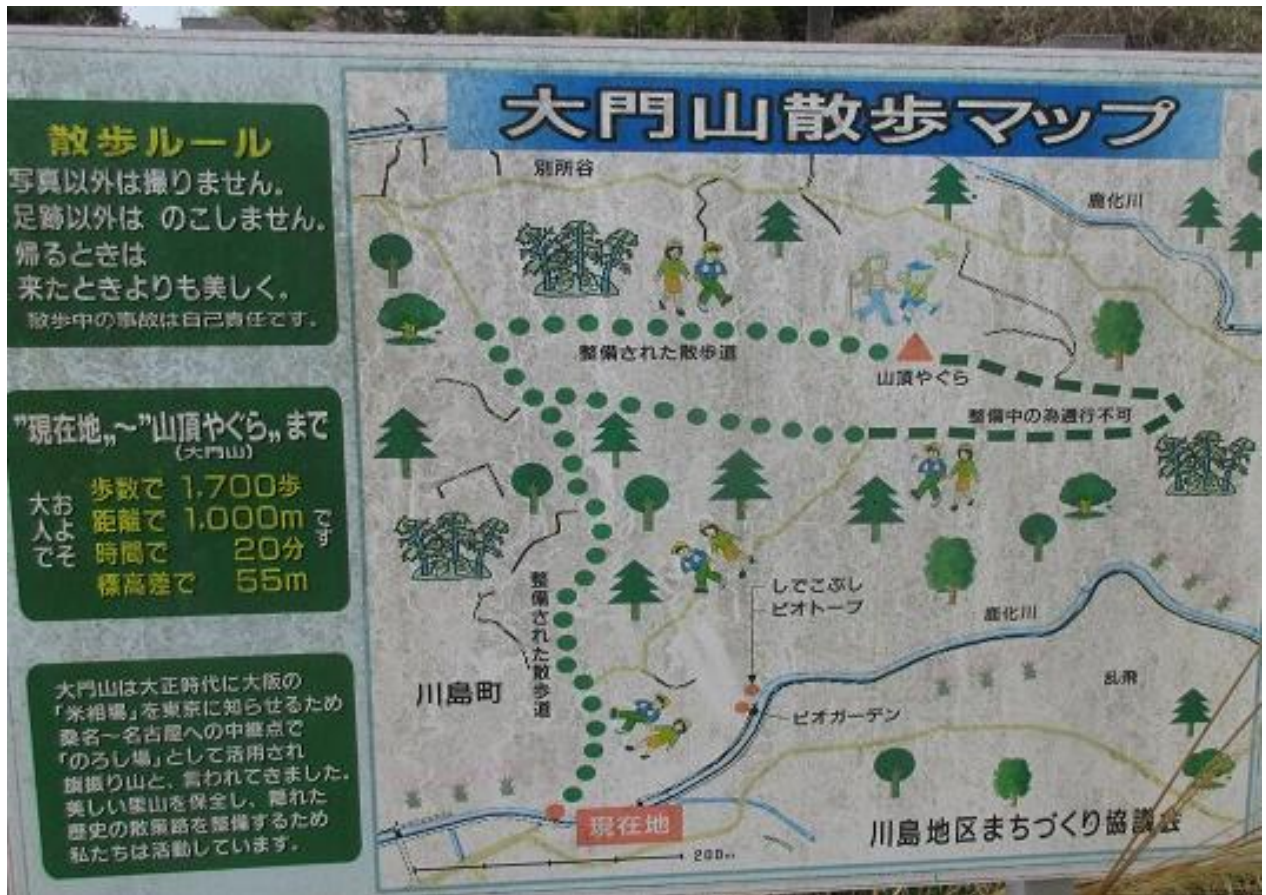 大門山散歩マップ
散歩ルール
写真以外は撮りません。
足跡以外は のこしません。
帰るときは
来たときよりも美しく。
散歩中の事故は自己責任です。
"現在地„～"山頂やぐら„まで
(大門山)
大人で
およそ
歩数で 1,700歩
距離で 1,000m
時間で 20分
標高差で 55m
です
大門山は大正時代に大阪の
「米相場」を東京に知らせるため
桑名～名古屋への中継点で
「のろし場」として活用され
旗振り山と、言われてきました。
美しい里山を保全し、隠れた
歴史の散策路を整備するため
私たちは活動しています。
別所谷
鹿化川
整備された散歩道
山頂やぐら
整備中の為通行不可
整備された散歩道
しでこぶし
ビオトープ
鹿化川
川島町
乱飛
ビオガーデン
現在地
200m
川島地区まちづくり協議会